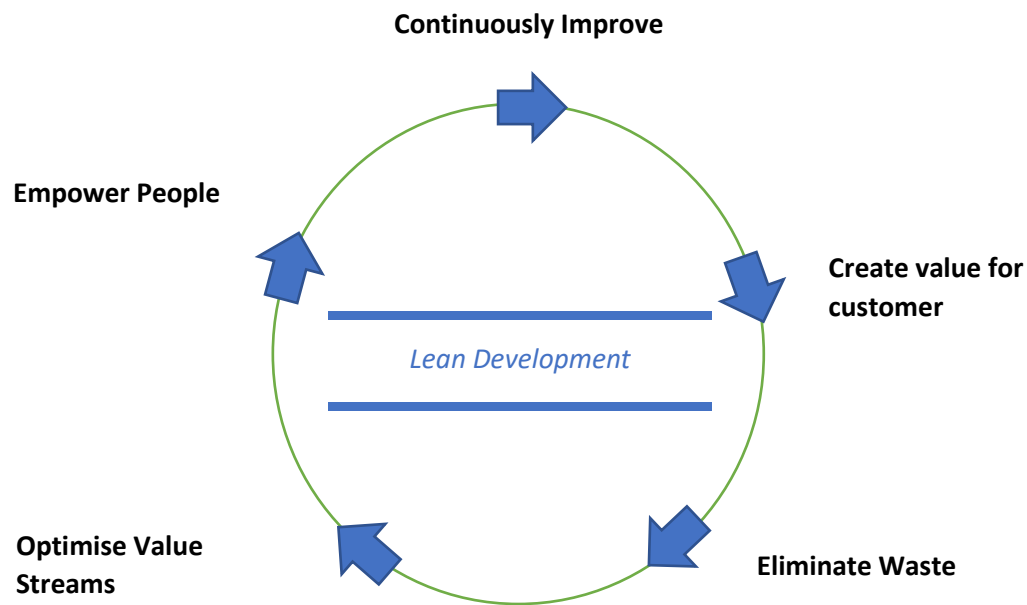 Continuously Improve
Empower People
Create value for
customer
Lean Development
Optimise Value
Streams
Eliminate Waste